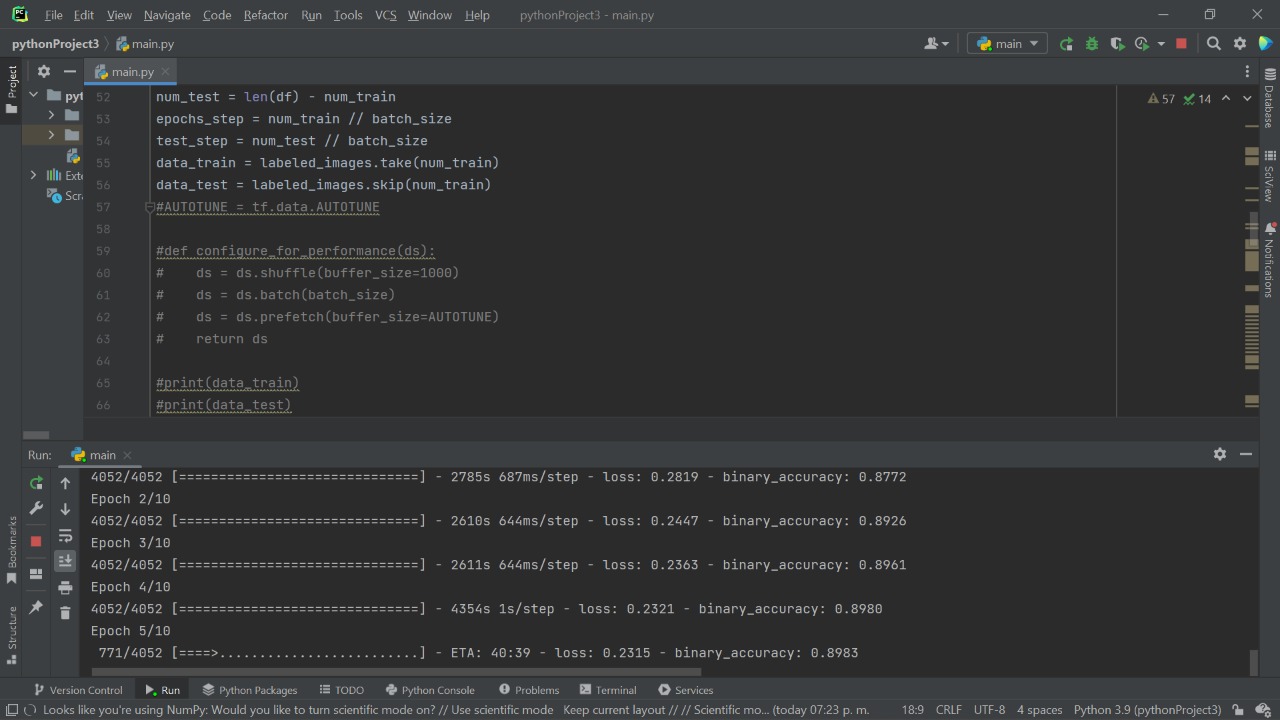 PC File Edit View Navigate Code Refactor Run Tools VCS Window Help pythonProject3 - main.py
pythonProject3 main.py main
Project main.py
52 num_test = len(df) - num_train 57 14
53 epochs_step = num_train // batch_size
54 test_step = num_test // batch_size
55 data_train = labeled_images.take(num_train)
56 data_test = labeled_images.skip(num_train)
57 #AUTOTUNE = tf.data.AUTOTUNE
58
59 #def configure_for_performance(ds):
60 #    ds = ds.shuffle(buffer_size=1000)
61 #    ds = ds.batch(batch_size)
62 #    ds = ds.prefetch(buffer_size=AUTOTUNE)
63 #    return ds
64
65 #print(data_train)
66 #print(data_test)
pyt
Exte
Scra
Database
SciView
Notifications
Run: main
4052/4052 [==============================] - 2785s 687ms/step - loss: 0.2819 - binary_accuracy: 0.8772
Epoch 2/10
4052/4052 [==============================] - 2610s 644ms/step - loss: 0.2447 - binary_accuracy: 0.8926
Epoch 3/10
4052/4052 [==============================] - 2611s 644ms/step - loss: 0.2363 - binary_accuracy: 0.8961
Epoch 4/10
4052/4052 [==============================] - 4354s 1s/step - loss: 0.2321 - binary_accuracy: 0.8980
Epoch 5/10
771/4052 [====>.........................] - ETA: 40:39 - loss: 0.2315 - binary_accuracy: 0.8983
Bookmarks
Structure
Version Control Run Python Packages TODO Python Console Problems Terminal Services
Looks like you're using NumPy: Would you like to turn scientific mode on? // Use scientific mode Keep current layout // // Scientific mo... (today 07:23 p. m. 18:9 CRLF UTF-8 4 spaces Python 3.9 (pythonProject3)